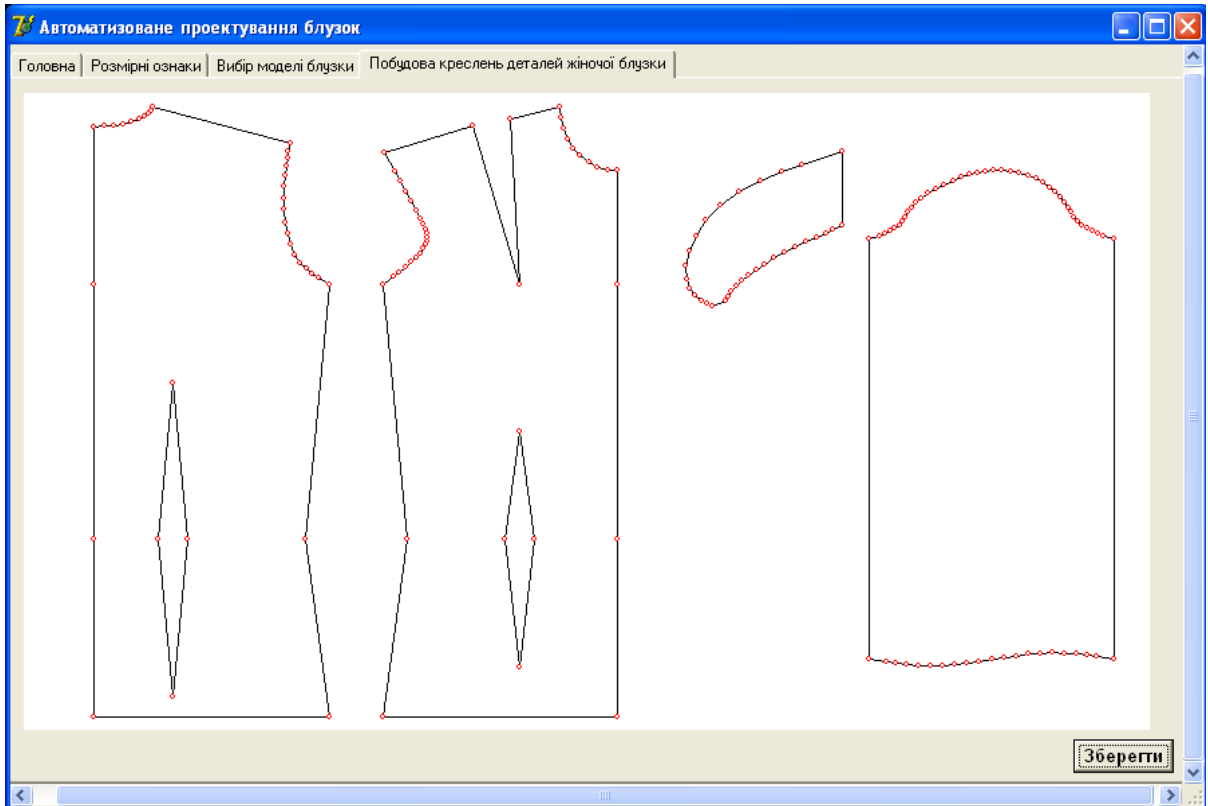 Автоматизоване проектування блузок
Головна Розмірні ознаки Вибір моделі блузки Побудова креслень деталей жіночої блузки
Зберегти